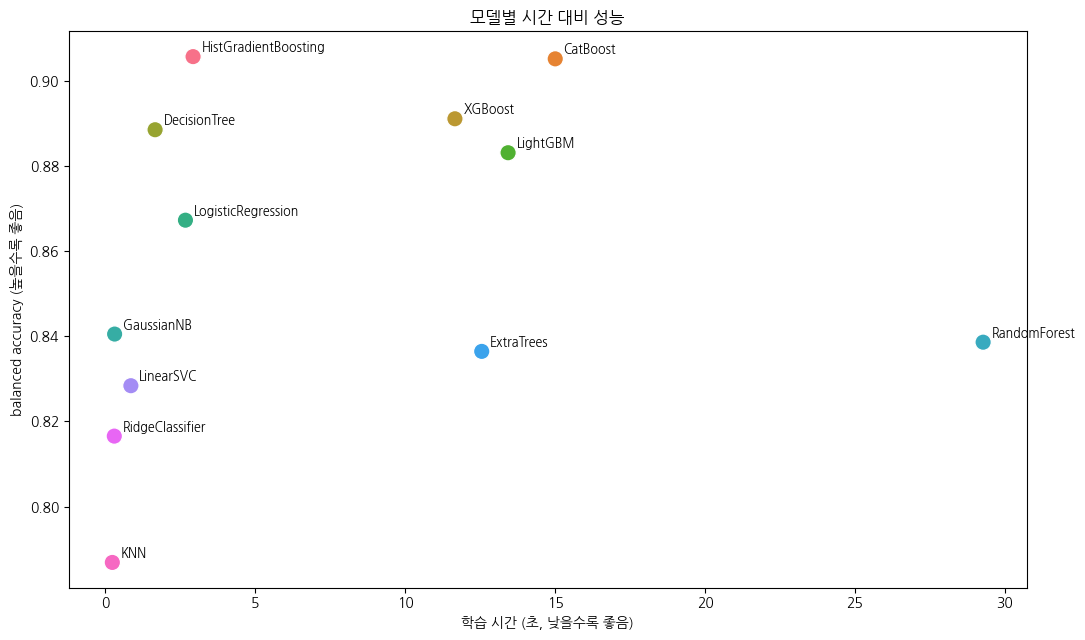 모델별 시간 대비 성능
HistGradientBoosting
CatBoost
0.90
XGBoost
DecisionTree
LightGBM
0.88
LogisticRegression
0.86
balanced accuracy (높을수록 좋음)
GaussianNB
0.84
RandomForest
ExtraTrees
LinearSVC
RidgeClassifier
0.82
0.80
KNN
0 5 10 15 20 25 30
학습 시간 (초, 낮을수록 좋음)